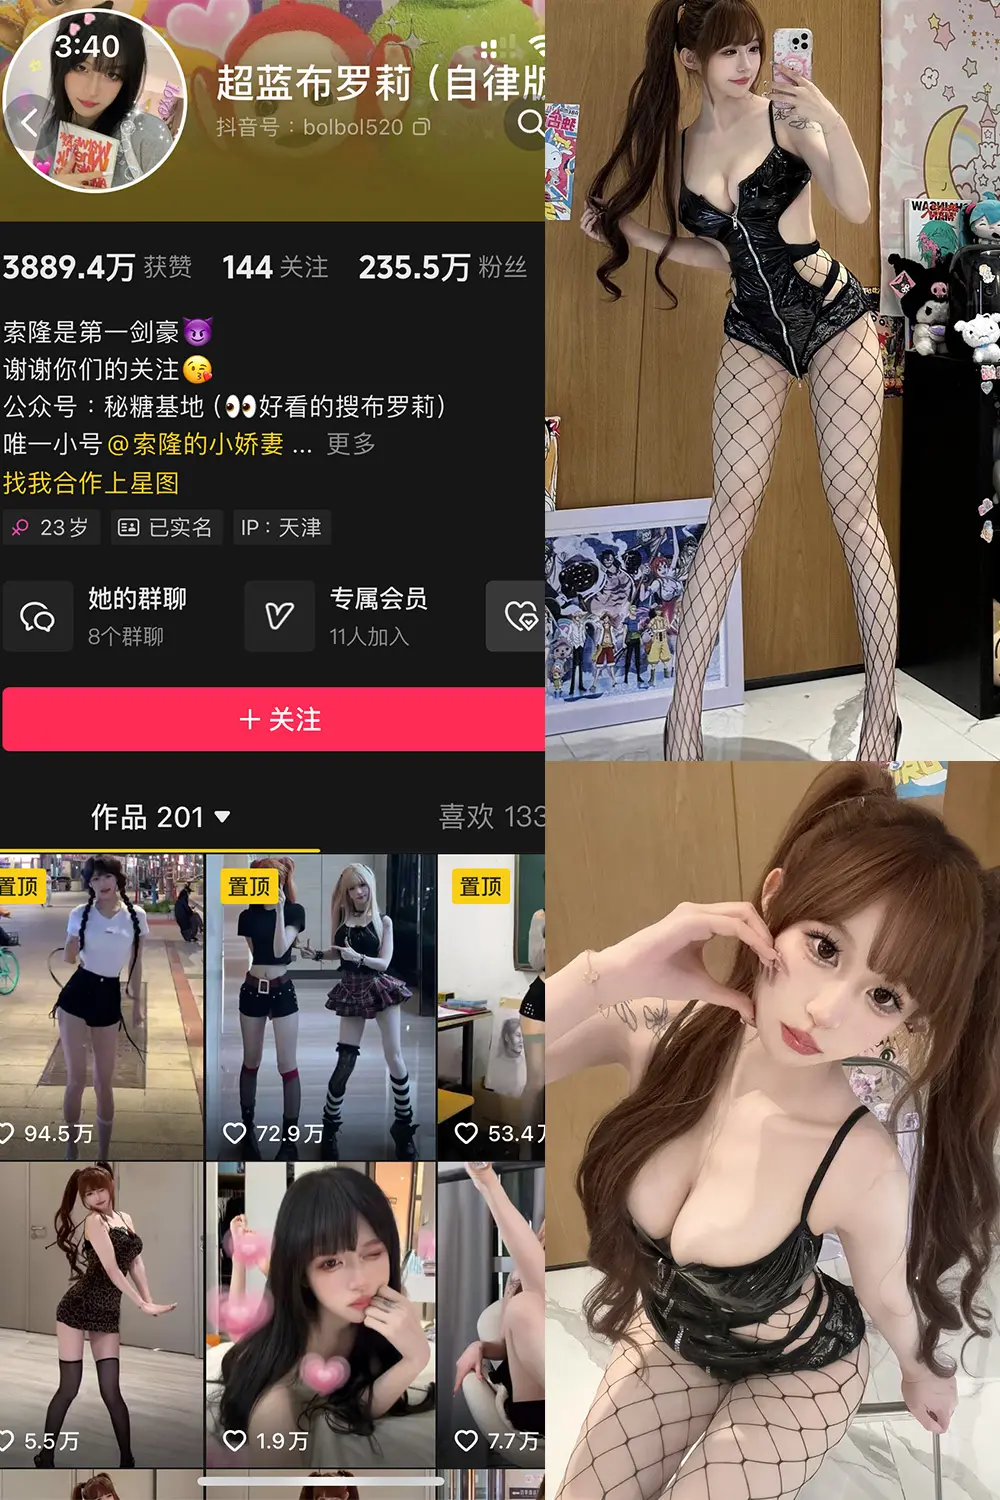 3:40
超蓝布罗莉（自律版
抖音号：bolbol520
3889.4万 获赞 144 关注 235.5万 粉丝
索隆是第一剑豪😈
谢谢你们的关注😘
公众号：秘糖基地（👀好看的搜布罗莉）
唯一小号@索隆的小娇妻 ... 更多
找我合作上星图
23岁 已实名 IP：天津
她的群聊
8个群聊
专属会员
11人加入
＋ 关注
作品 201 喜欢 133
置顶 置顶 置顶
94.5万 72.9万 53.4万
5.5万 1.9万 7.7万